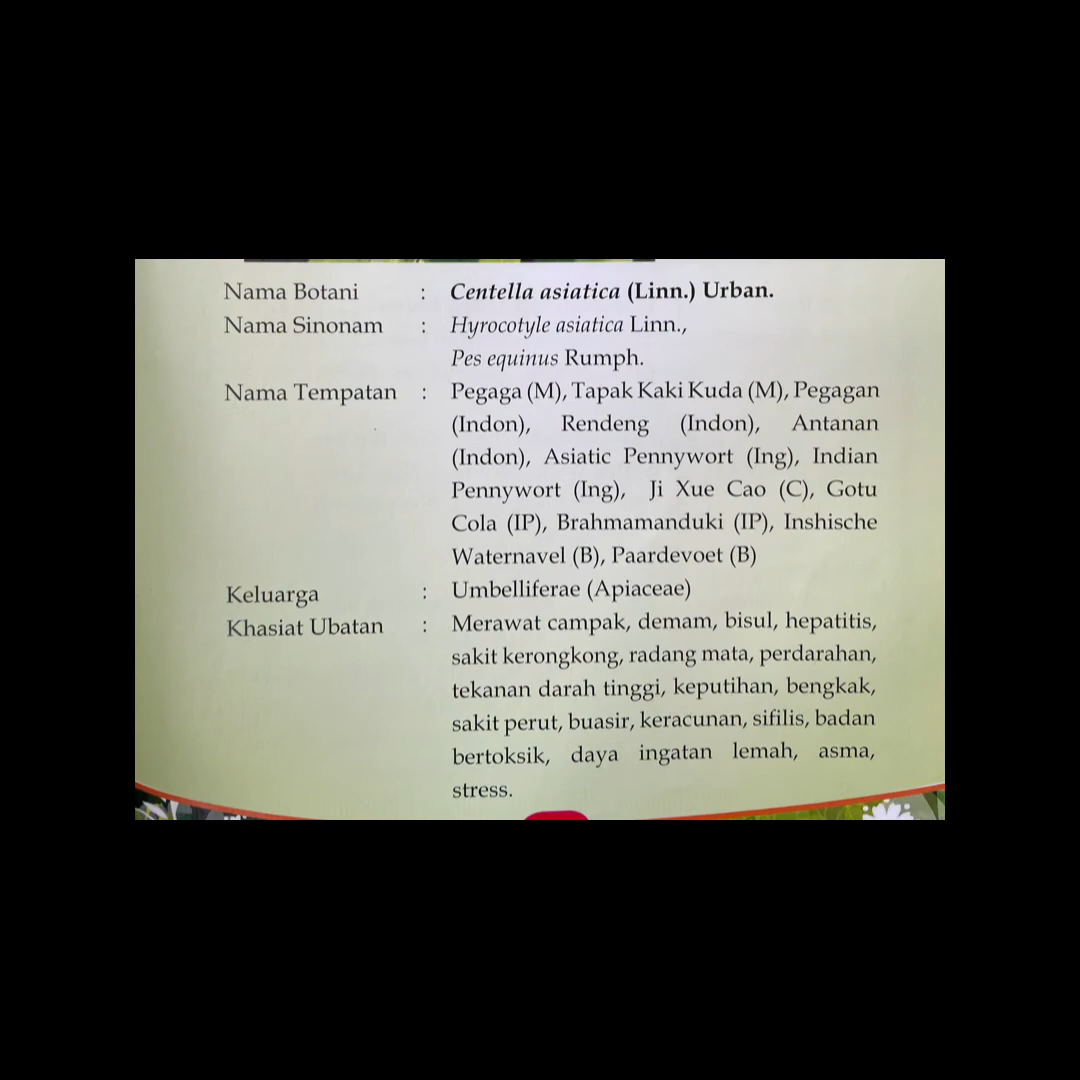 Nama Botani : Centella asiatica (Linn.) Urban.
Nama Sinonam : Hyrocotyle asiatica Linn.,
Pes equinus Rumph.
Nama Tempatan : Pegaga (M), Tapak Kaki Kuda (M), Pegagan
(Indon), Rendeng (Indon), Antanan
(Indon), Asiatic Pennywort (Ing), Indian
Pennywort (Ing), Ji Xue Cao (C), Gotu
Cola (IP), Brahmamanduki (IP), Inshische
Waternavel (B), Paardevoet (B)
Keluarga : Umbelliferae (Apiaceae)
Khasiat Ubatan : Merawat campak, demam, bisul, hepatitis,
sakit kerongkong, radang mata, perdarahan,
tekanan darah tinggi, keputihan, bengkak,
sakit perut, buasir, keracunan, sifilis, badan
bertoksik, daya ingatan lemah, asma,
stress.